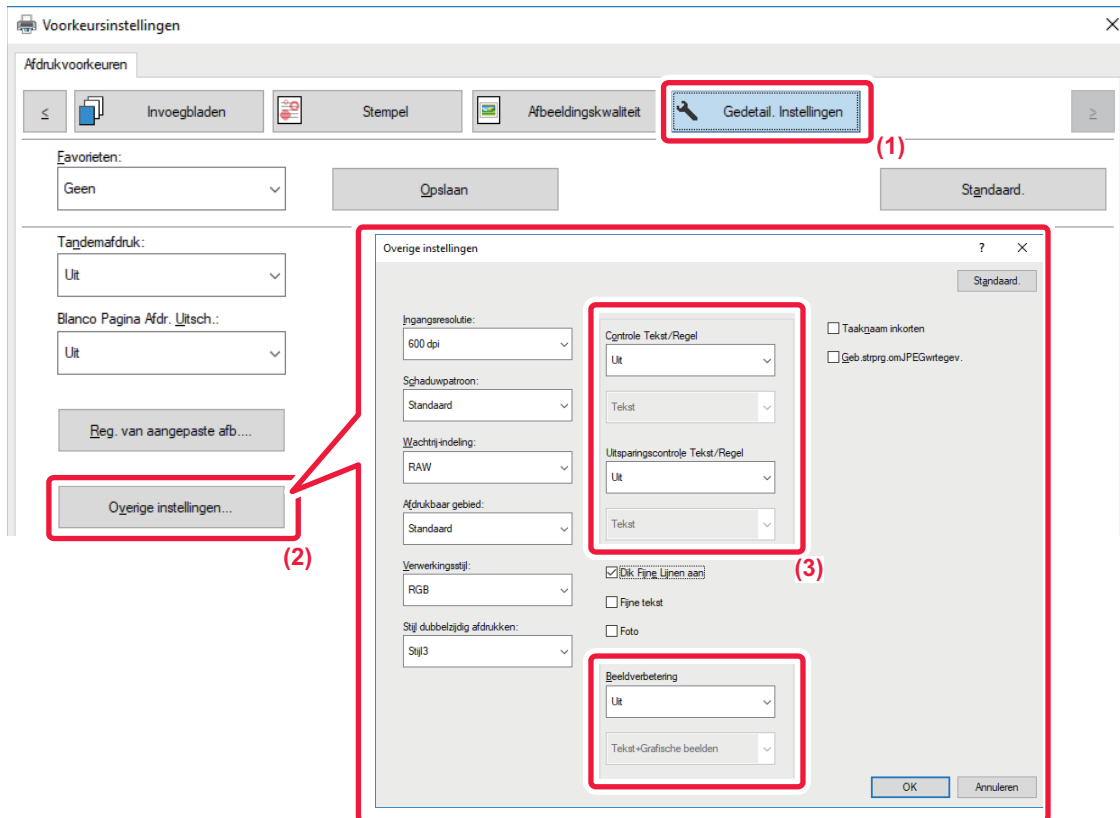 Voorkeursinstellingen
Afdrukvoorkeuren
≤ Invoegbladen Stempel Afbeeldingskwaliteit Gedetail. Instellingen ≥
(1)
Favorieten:
Geen Opslaan Standaard.
Tandemafdruk:
Uit
Blanco Pagina Afdr. Uitsch.:
Uit
Reg. van aangepaste afb....
Overige instellingen...
(2)
Overige instellingen ?
Standaard.
Ingangsresolutie:
600 dpi
Schaduwpatroon:
Standaard
Wachtrij-indeling:
RAW
Afdrukbaar gebied:
Standaard
Verwerkingsstijl:
RGB
Stijl dubbelzijdig afdrukken:
Stijl3
Controle Tekst/Regel
Uit
Tekst
Uitsparingscontrole Tekst/Regel
Uit
Tekst
(3)
Dik Fijne Lijnen aan
Fijne tekst
Foto
Beeldverbetering
Uit
Tekst+Grafische beelden
Taaknaam inkorten
Geb.strprg.omJPEGwrtegev.
OK Annuleren